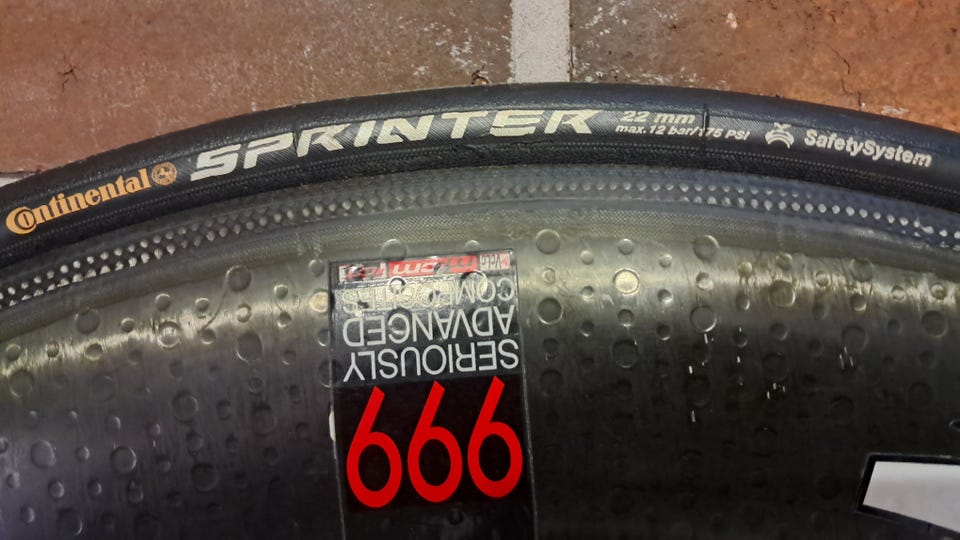 Continental SPRINTER 22 mm
max. 12 bar/175 PSI
SafetySystem
999
SERIOUSLY
ADVANCED
COMPOSITES